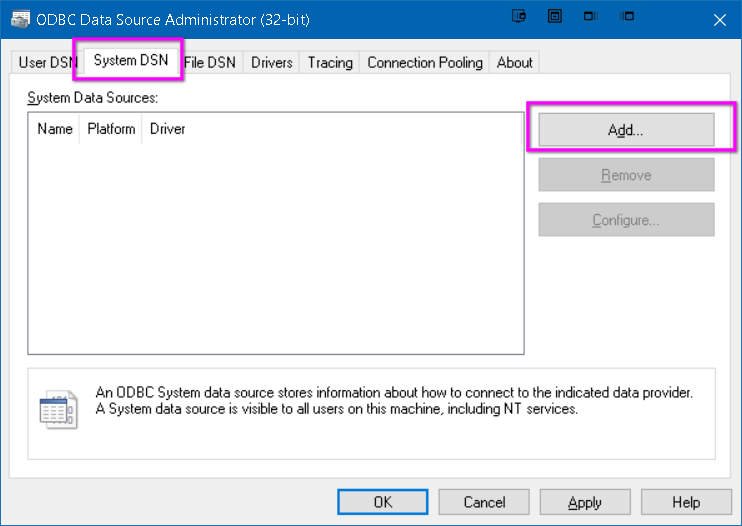 ODBC Data Source Administrator (32-bit)
User DSN System DSN File DSN Drivers Tracing Connection Pooling About
System Data Sources:
Name Platform Driver
Add...
Remove
Configure...
An ODBC System data source stores information about how to connect to the indicated data provider.
A System data source is visible to all users on this machine, including NT services.
OK Cancel Apply Help